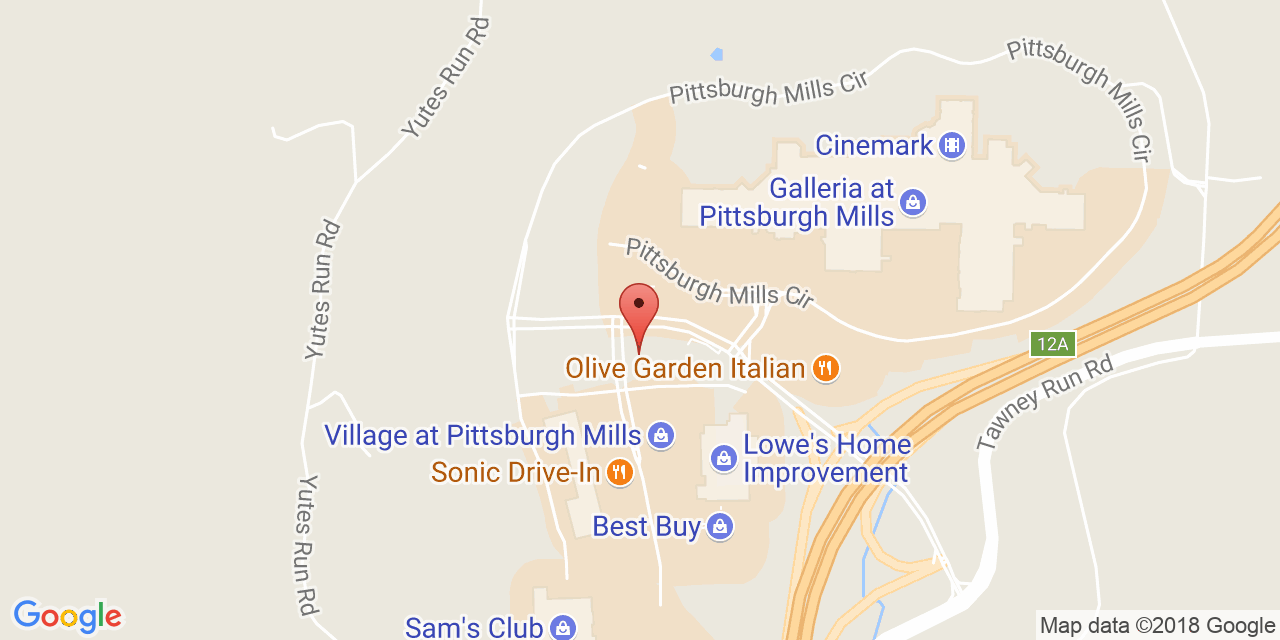 Yutes Run Rd
Pittsburgh Mills Cir
Pittsburgh Mills Cir
Cinemark
Galleria at
Pittsburgh Mills
Yutes Run Rd
Pittsburgh Mills Cir
12A
Olive Garden Italian
Tawney Run Rd
Village at Pittsburgh Mills
Lowe's Home
Improvement
Sonic Drive-In
Yutes Run Rd
Best Buy
Google
Sam's Club
Map data ©2018 Google